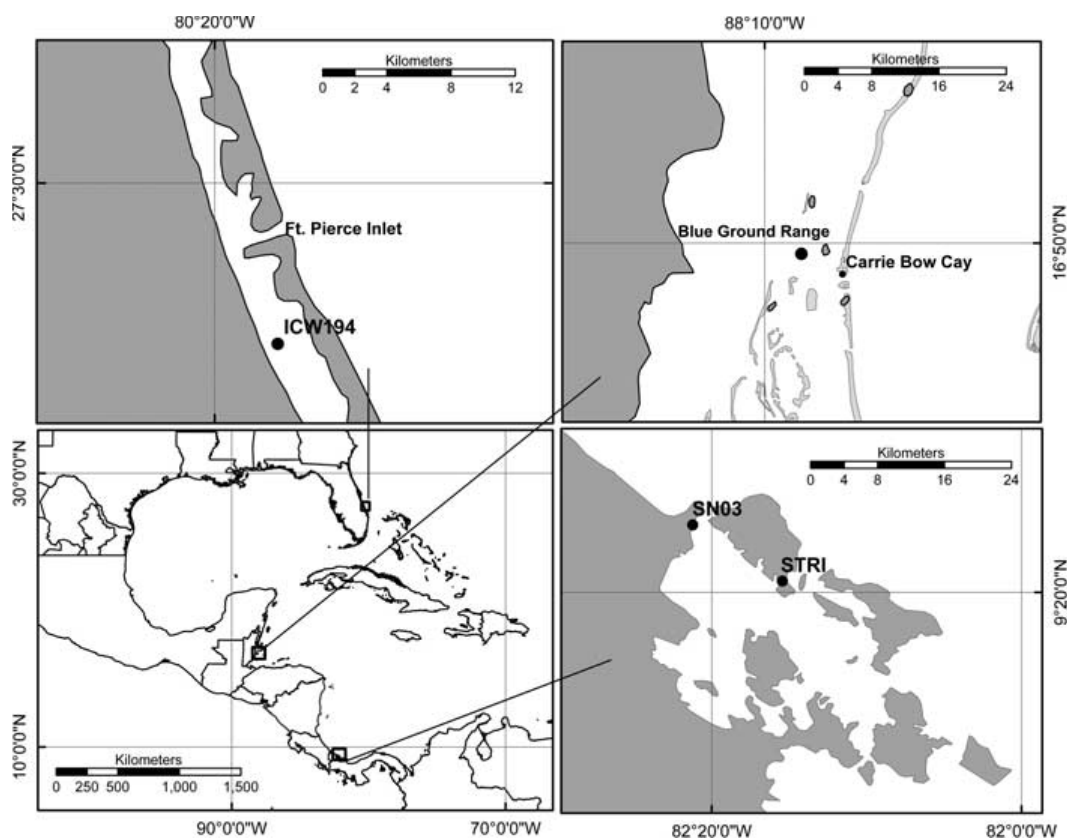 80°20'0"W
88°10'0"W
Kilometers
0 2 4 8 12
27°30'0"N
Ft. Pierce Inlet
ICW194
Kilometers
0 4 8 16 24
Blue Ground Range
Carrie Bow Cay
16°50'0"N
30°0'0"N
10°0'0"N
Kilometers
0 250 500 1,000 1,500
90°0'0"W
70°0'0"W
Kilometers
0 4 8 16 24
SN03
STRI
9°20'0"N
82°20'0"W
82°0'0"W